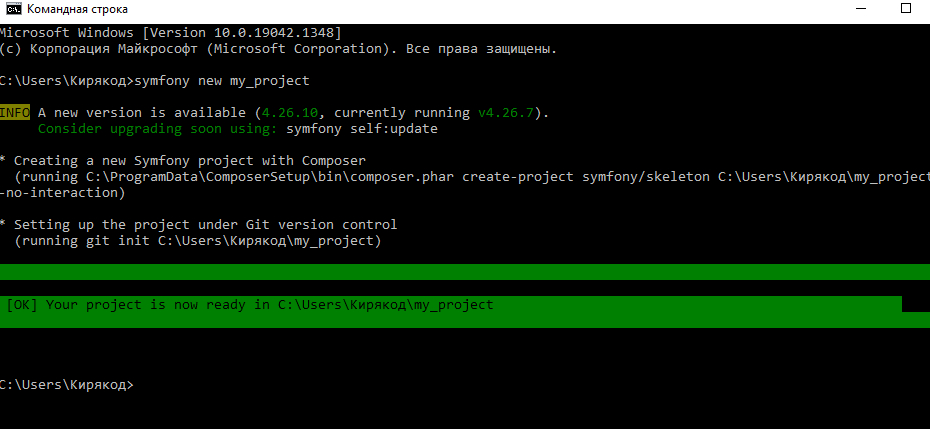 Командная строка
Microsoft Windows [Version 10.0.19042.1348]
(c) Корпорация Майкрософт (Microsoft Corporation). Все права защищены.
C:\Users\Кирякод>symfony new my_project
INFO A new version is available (4.26.10, currently running v4.26.7).
Consider upgrading soon using: symfony self:update
* Creating a new Symfony project with Composer
(running C:\ProgramData\ComposerSetup\bin\composer.phar create-project symfony/skeleton C:\Users\Кирякод\my_project
-no-interaction)
* Setting up the project under Git version control
(running git init C:\Users\Кирякод\my_project)
[OK] Your project is now ready in C:\Users\Кирякод\my_project
C:\Users\Кирякод>